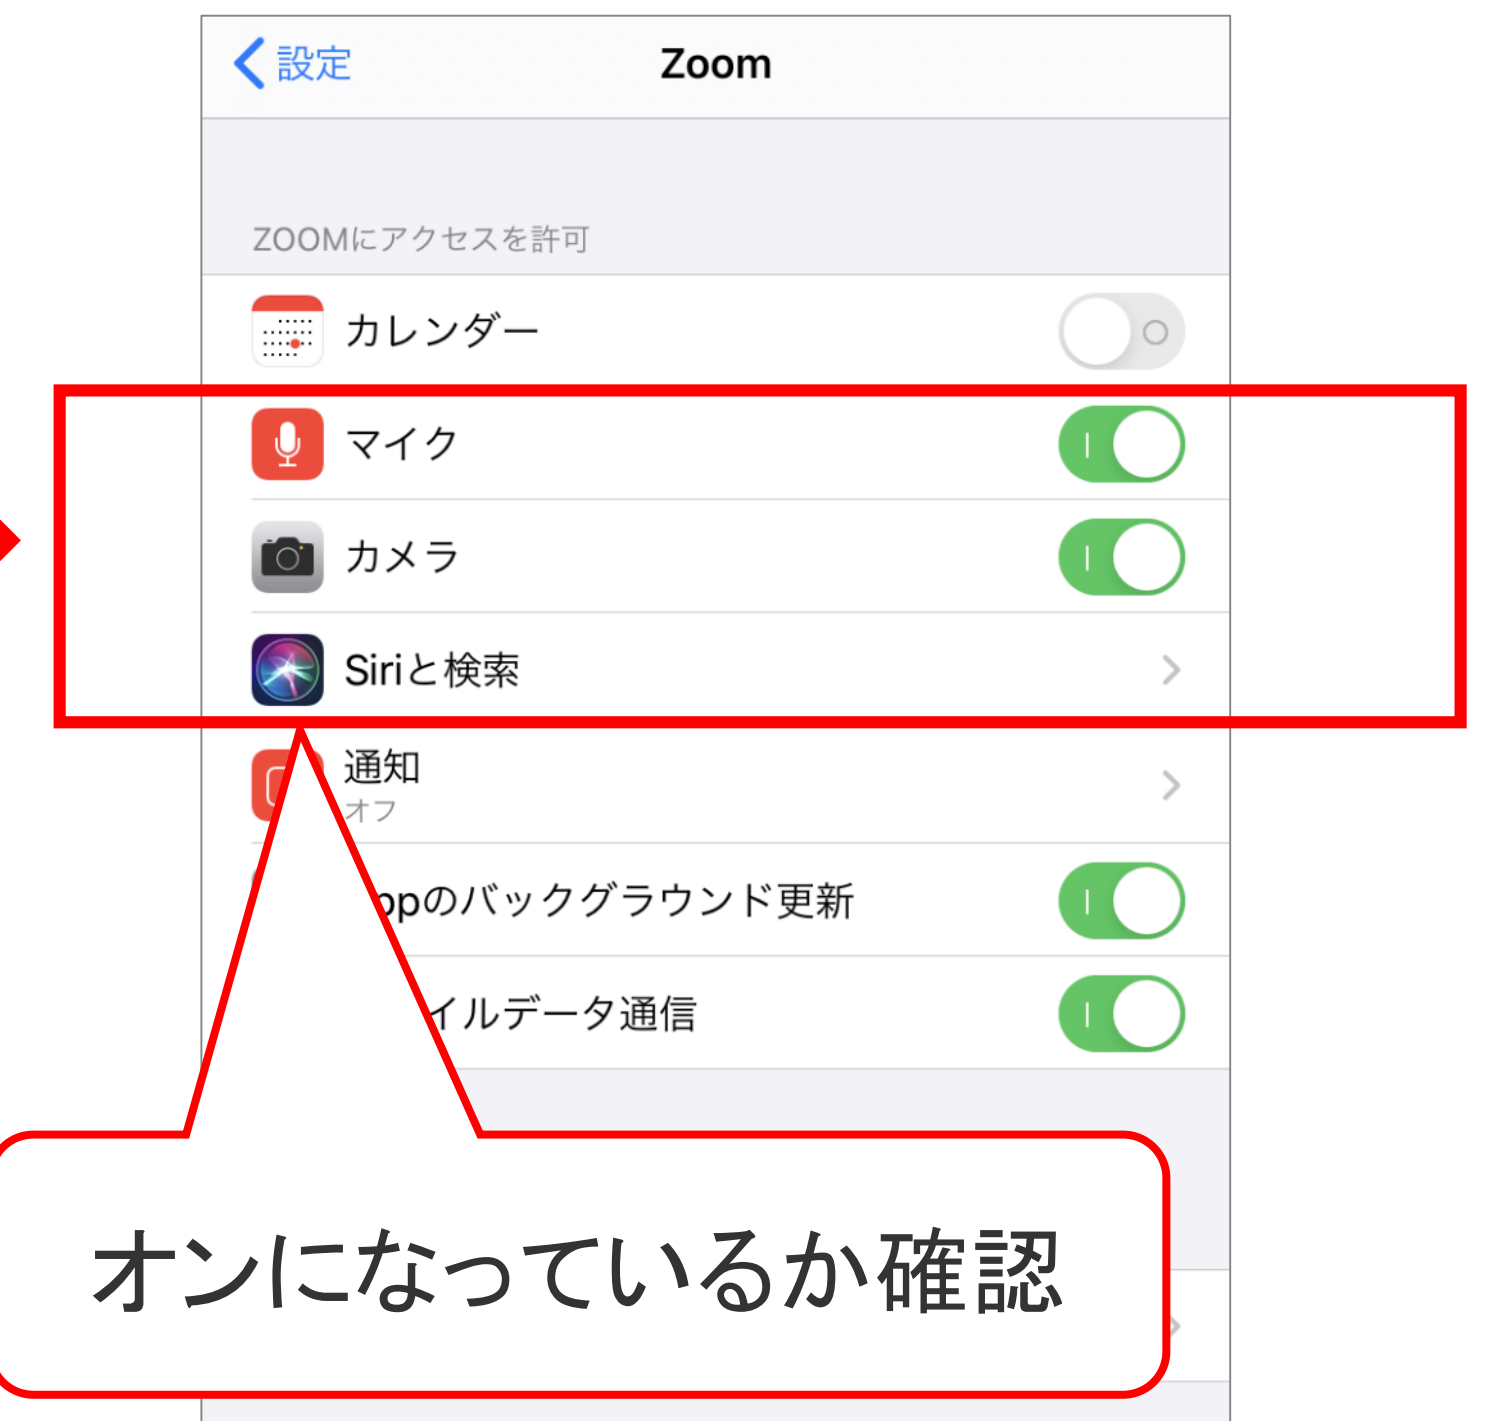 設定
Zoom
ZOOMにアクセスを許可
カレンダー
マイク
カメラ
Siriと検索
通知
オフ
ppのバックグラウンド更新
イルデータ通信
オンになっているか確認